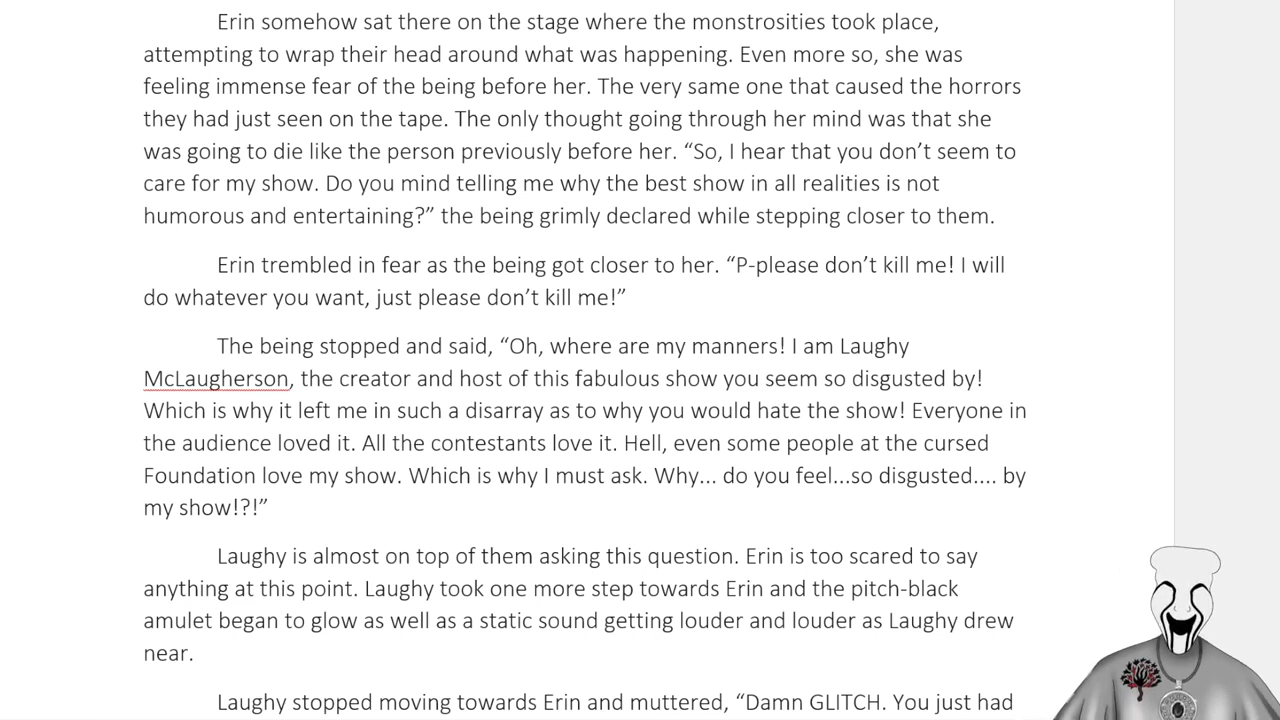 Erin somehow sat there on the stage where the monstrosities took place,
attempting to wrap their head around what was happening. Even more so, she was
feeling immense fear of the being before her. The very same one that caused the horrors
they had just seen on the tape. The only thought going through her mind was that she
was going to die like the person previously before her. “So, I hear that you don’t seem to
care for my show. Do you mind telling me why the best show in all realities is not
humorous and entertaining?” the being grimly declared while stepping closer to them.
Erin trembled in fear as the being got closer to her. “P-please don’t kill me! I will
do whatever you want, just please don’t kill me!”
The being stopped and said, “Oh, where are my manners! I am Laughy
McLaugherson, the creator and host of this fabulous show you seem so disgusted by!
Which is why it left me in such a disarray as to why you would hate the show! Everyone in
the audience loved it. All the contestants love it. Hell, even some people at the cursed
Foundation love my show. Which is why I must ask. Why... do you feel...so disgusted.... by
my show!?!”
Laughy is almost on top of them asking this question. Erin is too scared to say
anything at this point. Laughy took one more step towards Erin and the pitch-black
amulet began to glow as well as a static sound getting louder and louder as Laughy drew
near.
Laughy stopped moving towards Erin and muttered, “Damn GLITCH. You just had